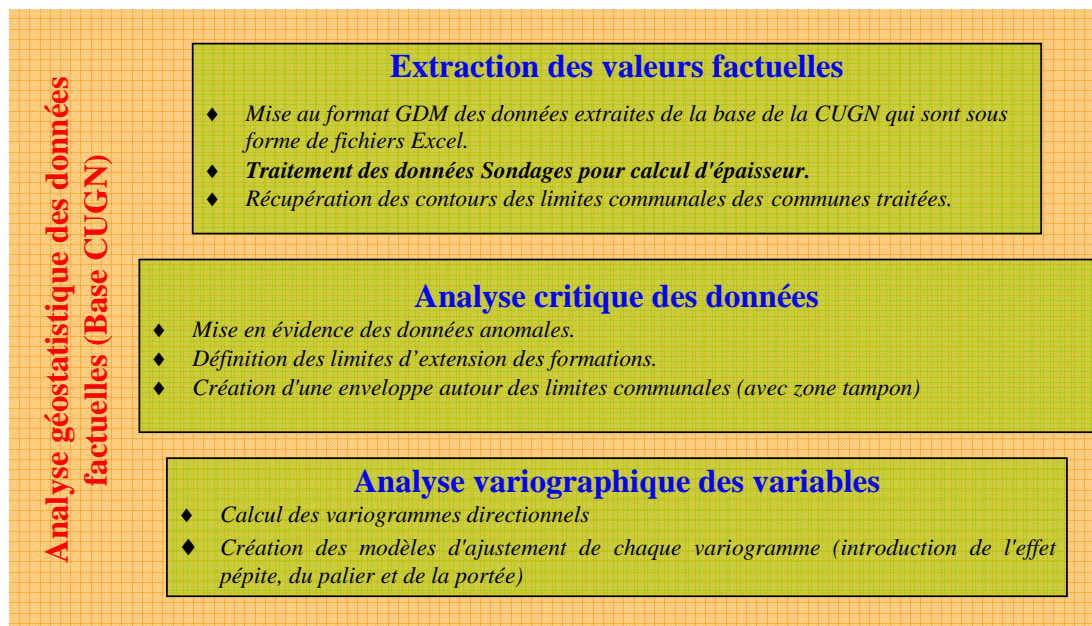 Analyse géostatistique des données
factuelles (Base CUGN)
Extraction des valeurs factuelles
♦ Mise au format GDM des données extraites de la base de la CUGN qui sont sous
forme de fichiers Excel.
♦ Traitement des données Sondages pour calcul d'épaisseur.
♦ Récupération des contours des limites communales des communes traitées.
Analyse critique des données
♦ Mise en évidence des données anomales.
♦ Définition des limites d’extension des formations.
♦ Création d'une enveloppe autour des limites communales (avec zone tampon)
Analyse variographique des variables
♦ Calcul des variogrammes directionnels
♦ Création des modèles d'ajustement de chaque variogramme (introduction de l'effet
pépite, du palier et de la portée)